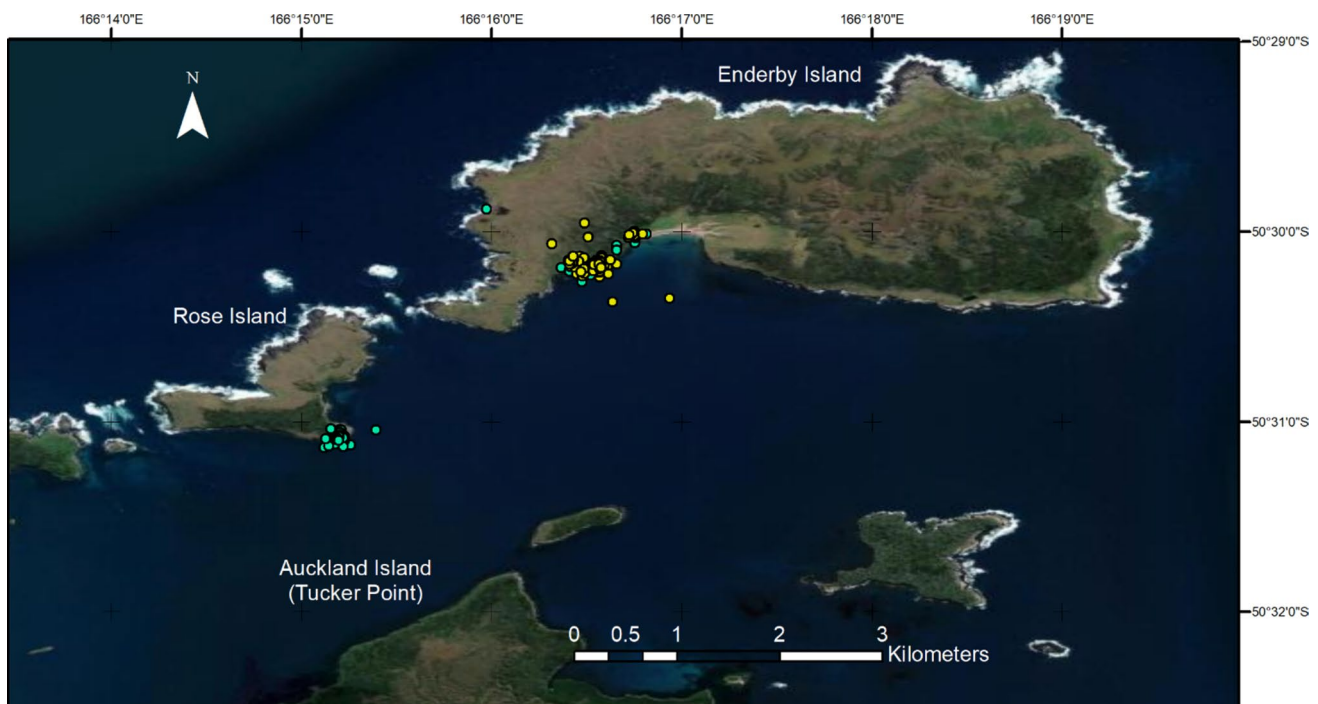 166°14'0"E
166°15'0"E
166°16'0"E
166°17'0"E
166°18'0"E
166°19'0"E
50°29'0"S
Enderby Island
N
50°30'0"S
Rose Island
50°31'0"S
Auckland Island
(Tucker Point)
50°32'0"S
0 0.5 1 2 3
Kilometers